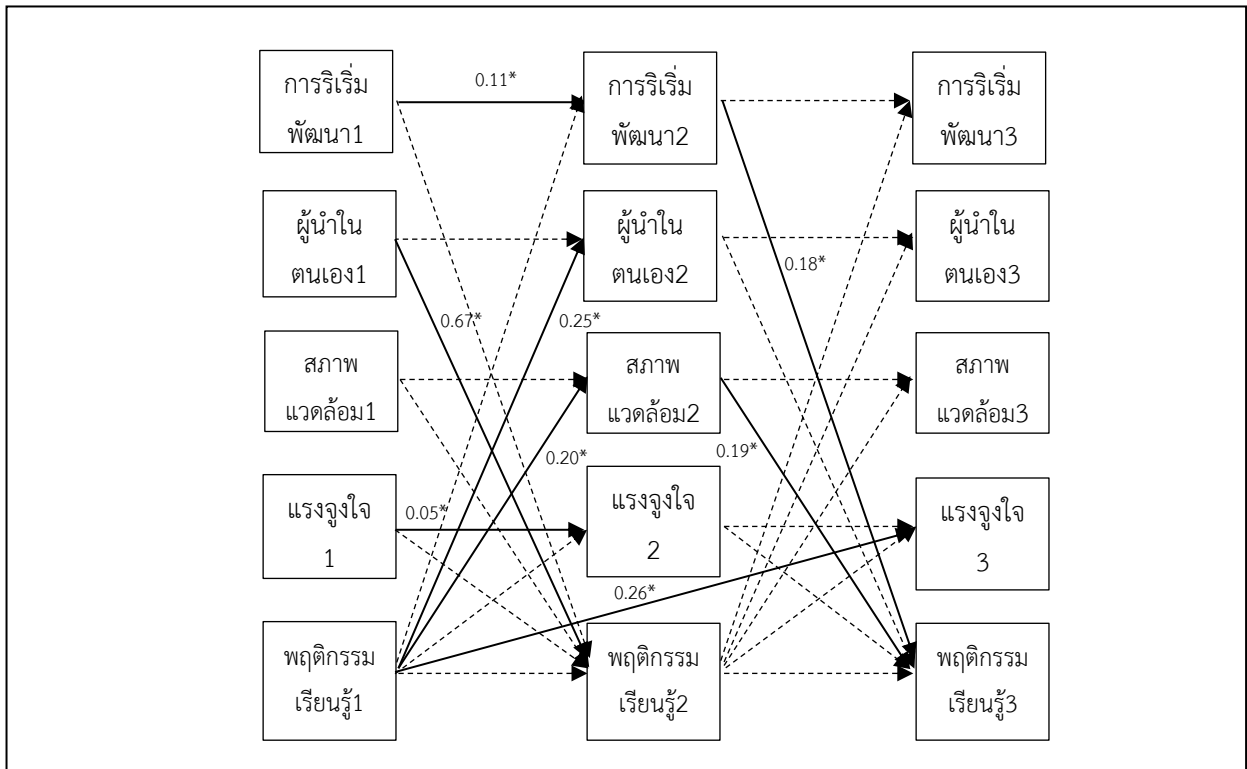 การริเริ่ม
พัฒนา1
0.11*
การริเริ่ม
พัฒนา2
การริเริ่ม
พัฒนา3
ผู้นำใน
ตนเอง1
ผู้นำใน
ตนเอง2
ผู้นำใน
ตนเอง3
0.18*
0.67*
0.25*
สภาพ
แวดล้อม1
สภาพ
แวดล้อม2
สภาพ
แวดล้อม3
0.20*
0.19*
แรงจูงใจ
1
0.05*
แรงจูงใจ
2
แรงจูงใจ
3
0.26*
พฤติกรรม
เรียนรู้1
พฤติกรรม
เรียนรู้2
พฤติกรรม
เรียนรู้3